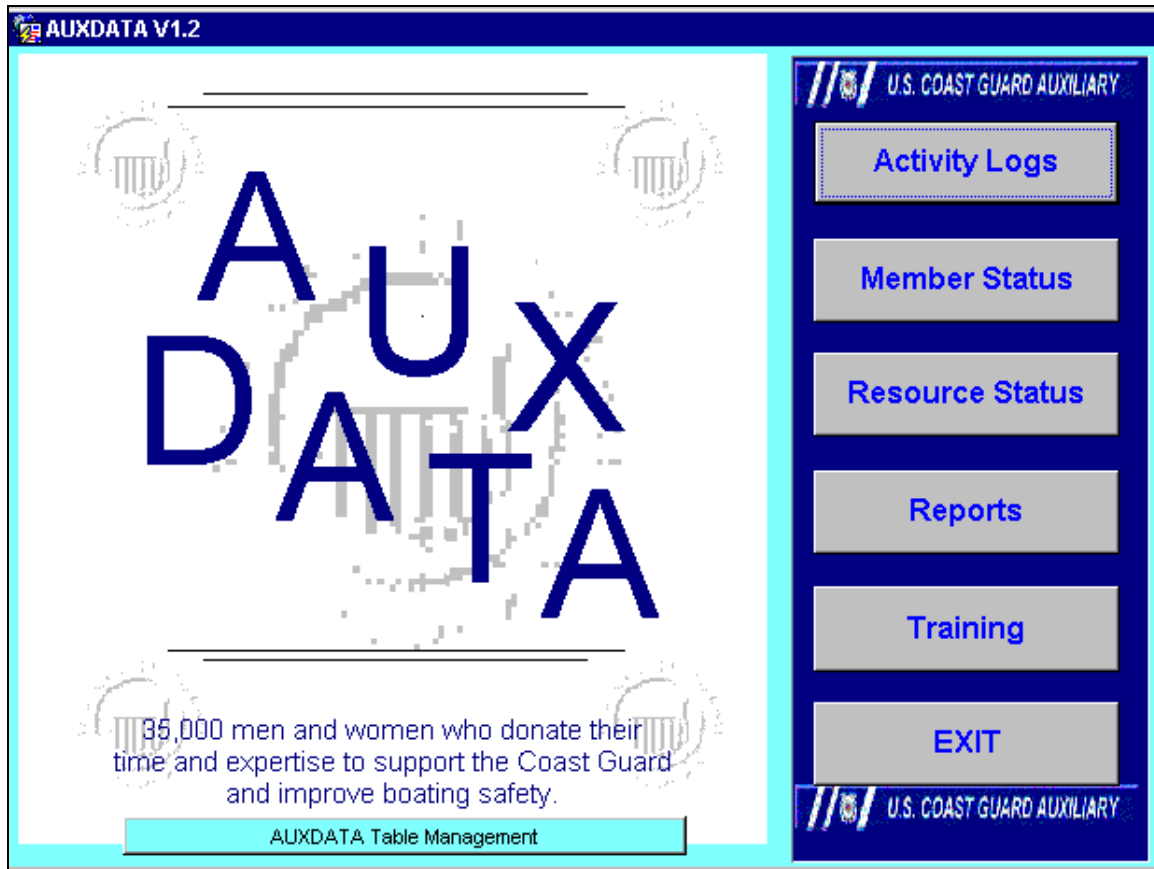 AUXDATA V1.2
A U X
D A T A
35,000 men and women who donate their
time and expertise to support the Coast Guard
and improve boating safety.
AUXDATA Table Management
U.S. COAST GUARD AUXILIARY
Activity Logs
Member Status
Resource Status
Reports
Training
EXIT
U.S. COAST GUARD AUXILIARY